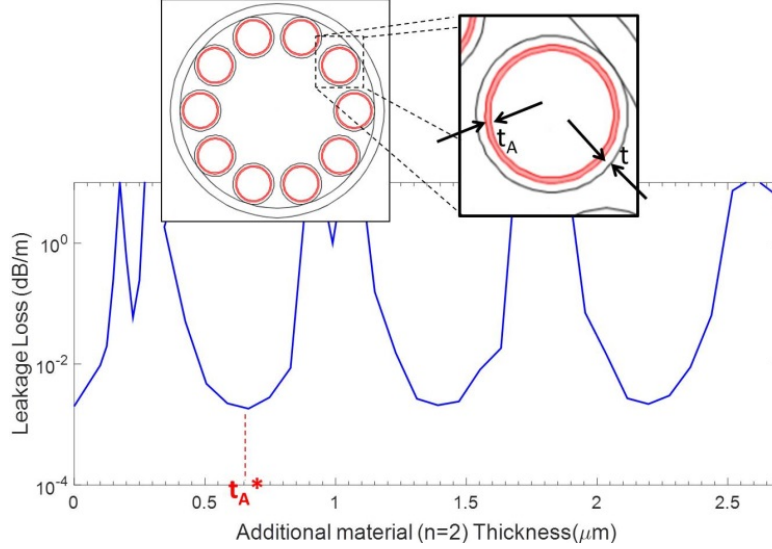 t_A
t
10^0
10^-2
10^-4
Leakage Loss (dB/m)
0
0.5
1
1.5
2
2.5
t_A*
Additional material (n=2) Thickness(μm)